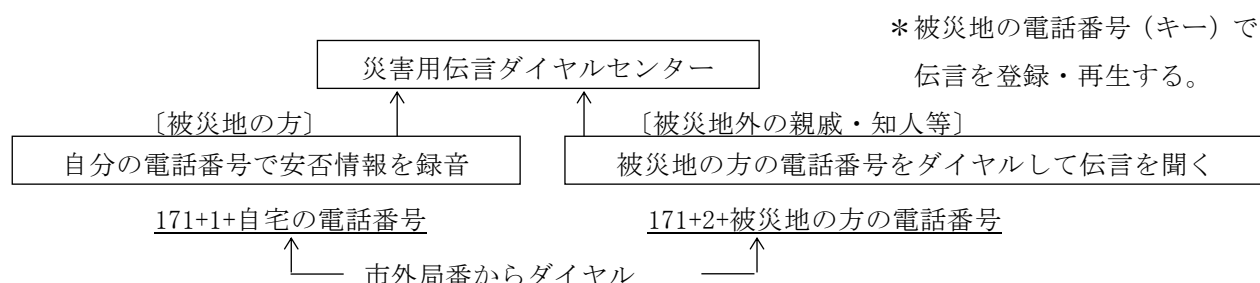 ＊被災地の電話番号（キー）で
伝言を登録・再生する。
災害用伝言ダイヤルセンター
〔被災地の方〕
〔被災地外の親戚・知人等〕
自分の電話番号で安否情報を録音
被災地の方の電話番号をダイヤルして伝言を聞く
171+1+自宅の電話番号
171+2+被災地の方の電話番号
市外局番からダイヤル